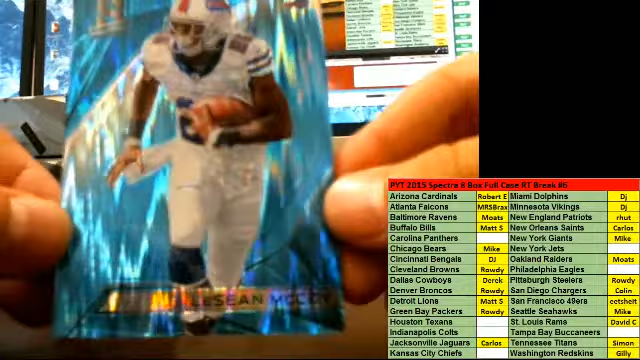 LESEAN MCCOY
PYT 2015 Spectra 8 Box Full Case RT Break #6
Arizona Cardinals Robert E Miami Dolphins Dj
Atlanta Falcons MRSBrax Minnesota Vikings Dj
Baltimore Ravens Moats New England Patriots rhut
Buffalo Bills Matt S New Orleans Saints Carlos
Carolina Panthers New York Giants Mike
Chicago Bears Mike New York Jets
Cincinnati Bengals DJ Oakland Raiders Moats
Cleveland Browns Rowdy Philadelphia Eagles
Dallas Cowboys Derek Pittsburgh Steelers Rowdy
Denver Broncos Rowdy San Diego Chargers Colin
Detroit Lions Matt S San Francisco 49ers eetsheit
Green Bay Packers Rowdy Seattle Seahawks Mike
Houston Texans St. Louis Rams David C
Indianapolis Colts Tampa Bay Buccaneers
Jacksonville Jaguars Carlos Tennessee Titans Simon
Kansas City Chiefs Washington Redskins Gilly